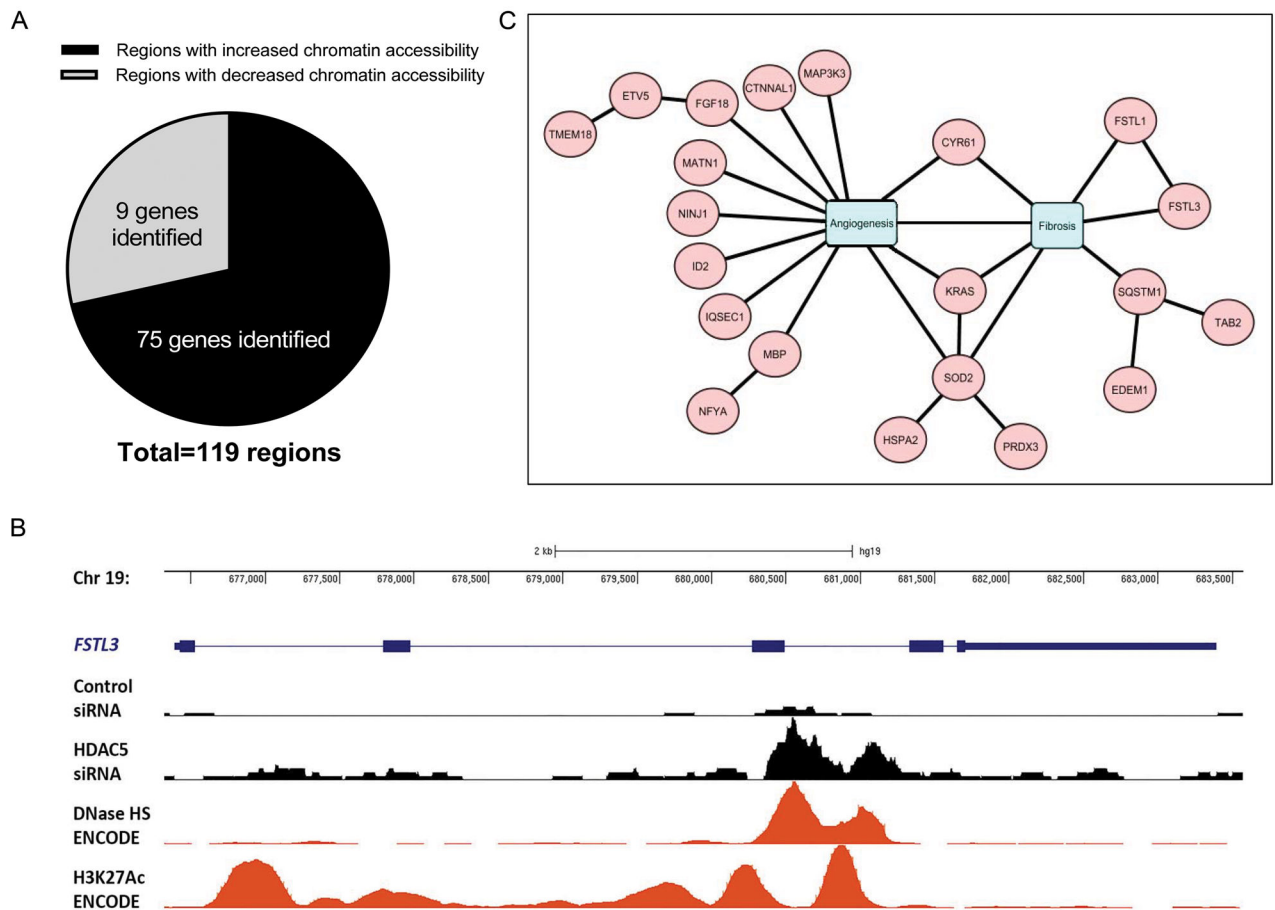 A
Regions with increased chromatin accessibility
Regions with decreased chromatin accessibility
9 genes
identified
75 genes identified
Total=119 regions
C
MAP3K3
CTNNAL1
ETV5
FGF18
TMEM18
MATN1
NINJ1
ID2
IQSEC1
MBP
NFYA
CYR61
FSTL1
FSTL3
Angiogenesis
Fibrosis
KRAS
SQSTM1
TAB2
SOD2
EDEM1
HSPA2
PRDX3
B
2 kb hg19
Chr 19: 677,000 677,500 678,000 678,500 679,000 679,500 680,000 680,500 681,000 681,500 682,000 682,500 683,000 683,500
FSTL3
Control
siRNA
HDAC5
siRNA
DNase HS
ENCODE
H3K27Ac
ENCODE